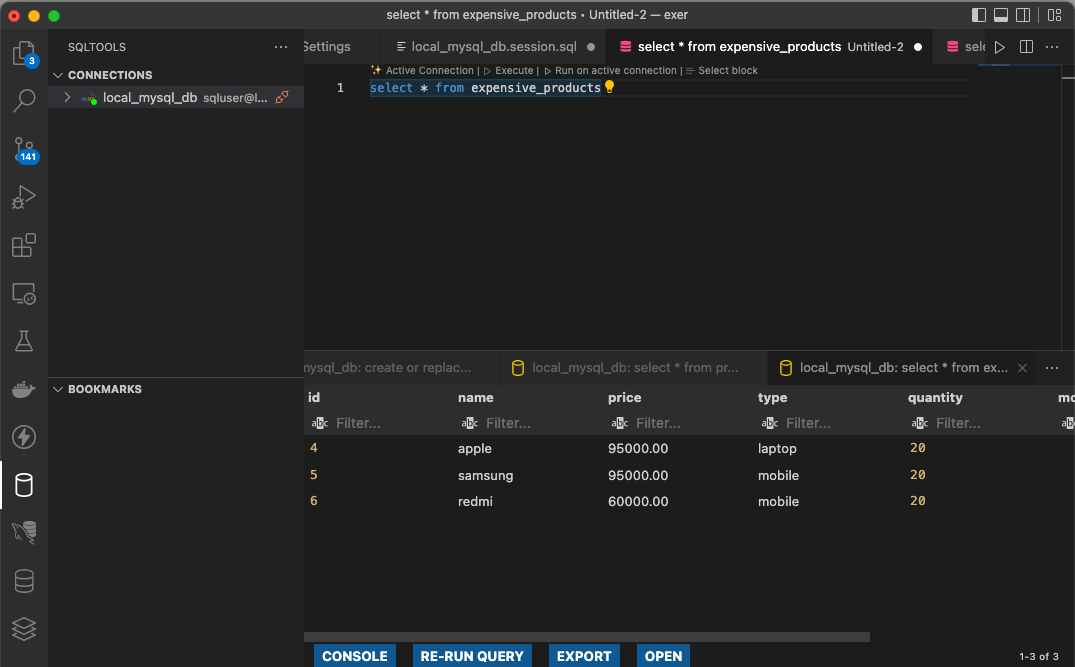 select * from expensive_products • Untitled-2 — exer
3
141
SQLTOOLS
CONNECTIONS
local_mysql_db sqluser@l...
BOOKMARKS
Settings
local_mysql_db.session.sql
select * from expensive_products Untitled-2
sele
Active Connection | ▷ Execute | ▷ Run on active connection | Select block
1 select * from expensive_products
mysql_db: create or replac...
local_mysql_db: select * from pr...
local_mysql_db: select * from ex...
id name price type quantity mo
Filter... Filter... Filter... Filter... Filter...
4 apple 95000.00 laptop 20
5 samsung 95000.00 mobile 20
6 redmi 60000.00 mobile 20
CONSOLE RE-RUN QUERY EXPORT OPEN
1-3 of 3